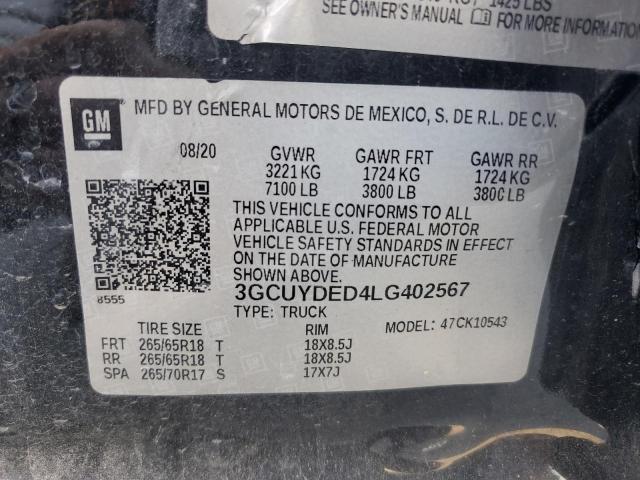 1425 LBS
SEE OWNER'S MANUAL FOR MORE INFORMATION
GM
MFD BY GENERAL MOTORS DE MEXICO, S. DE R.L. DE C.V.
08/20 GVWR GAWR FRT GAWR RR
3221 KG 1724 KG 1724 KG
7100 LB 3800 LB 3800 LB
THIS VEHICLE CONFORMS TO ALL
APPLICABLE U.S. FEDERAL MOTOR
VEHICLE SAFETY STANDARDS IN EFFECT
ON THE DATE OF MANUFACTURE
SHOWN ABOVE.
8555
3GCUYDED4LG402567
TYPE: TRUCK MODEL: 47CK10543
TIRE SIZE RIM
FRT 265/65R18 T 18X8.5J
RR 265/65R18 T 18X8.5J
SPA 265/70R17 S 17X7J